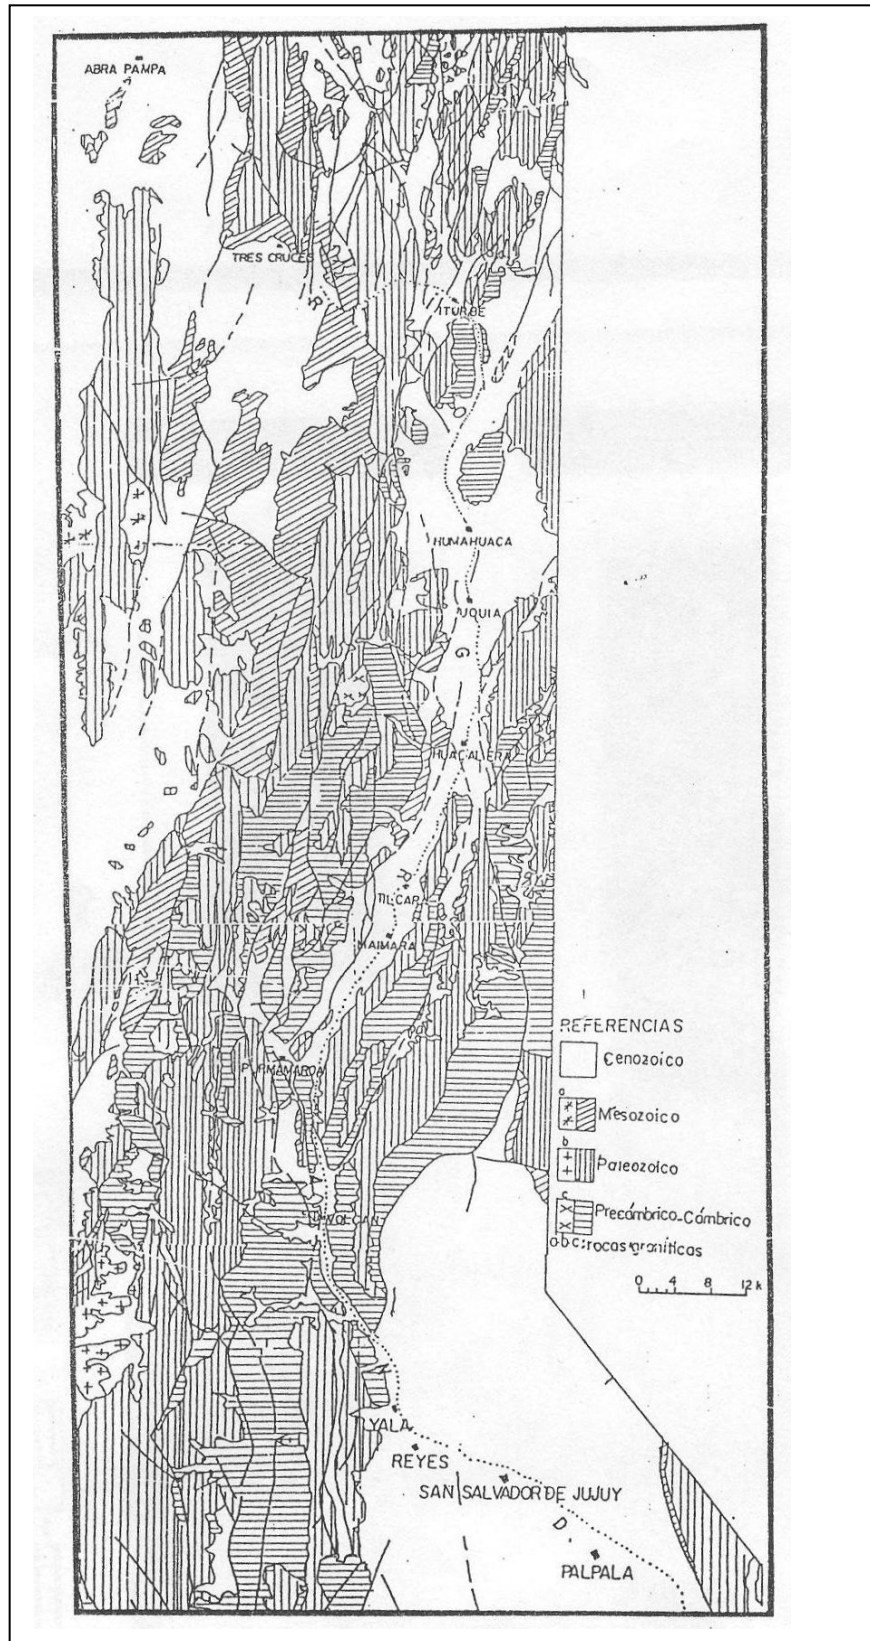 ABRA PAMPA
TRES CRUCES
R
ITURBE
B B
HUMAHUACA
UQUIA
B
B
G
HUACALERA
B
B
B
B
R
TILCARA
MAIMARA
PURMAMARCA
A
VOLCAN
N
YALA
REYES
SAN SALVADOR DE JUJUY
D
PALPALA
REFERENCIAS
Cenozoico
a
Mesozoico
b
Paleozoico
c
Precámbrico-Cámbrico
a-b-c: rocas graníticas
0 4 8 12 k